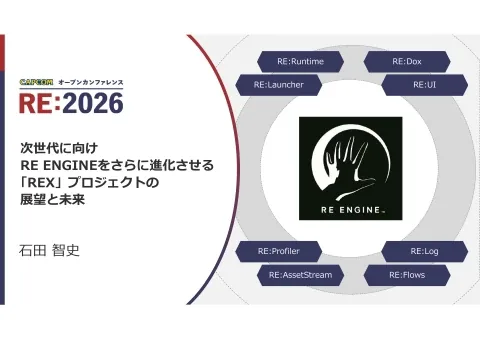 CAPCOM オープンカンファレンス
RE:2026
次世代に向け
RE ENGINEをさらに進化させる
「REX」プロジェクトの
展望と未来
石田 智史
RE:Runtime
RE:Dox
RE:Launcher
RE:UI
RE ENGINE™
RE:Profiler
RE:Log
RE:AssetStream
RE:Flows